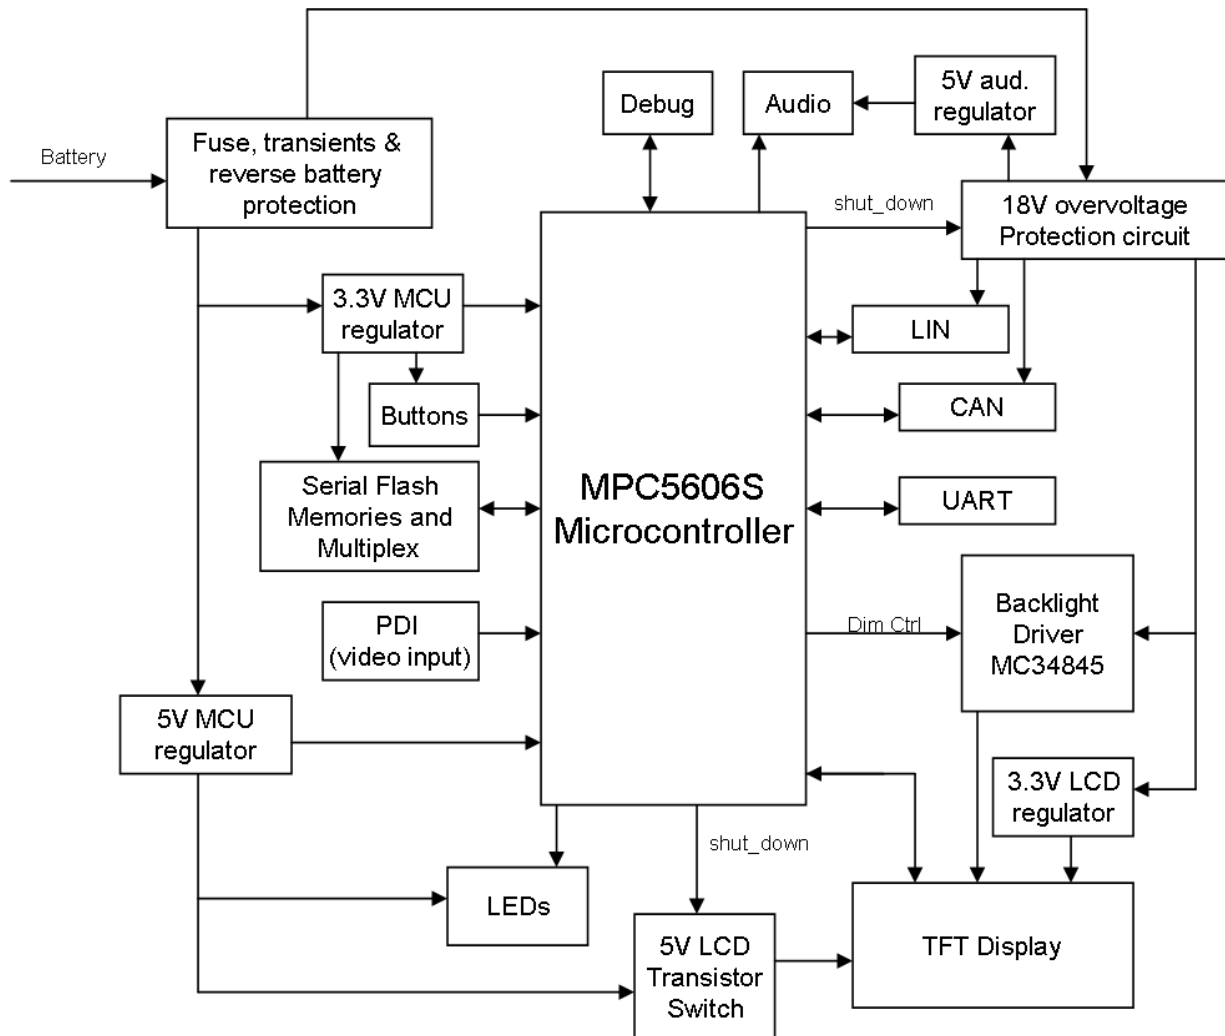 Debug
Audio
5V aud.
regulator
Battery
Fuse, transients &
reverse battery
protection
shut_down
18V overvoltage
Protection circuit
3.3V MCU
regulator
LIN
Buttons
CAN
MPC5606S
Microcontroller
Serial Flash
Memories and
Multiplex
UART
PDI
(video input)
Dim Ctrl
Backlight
Driver
MC34845
5V MCU
regulator
3.3V LCD
regulator
shut_down
LEDs
5V LCD
Transistor
Switch
TFT Display